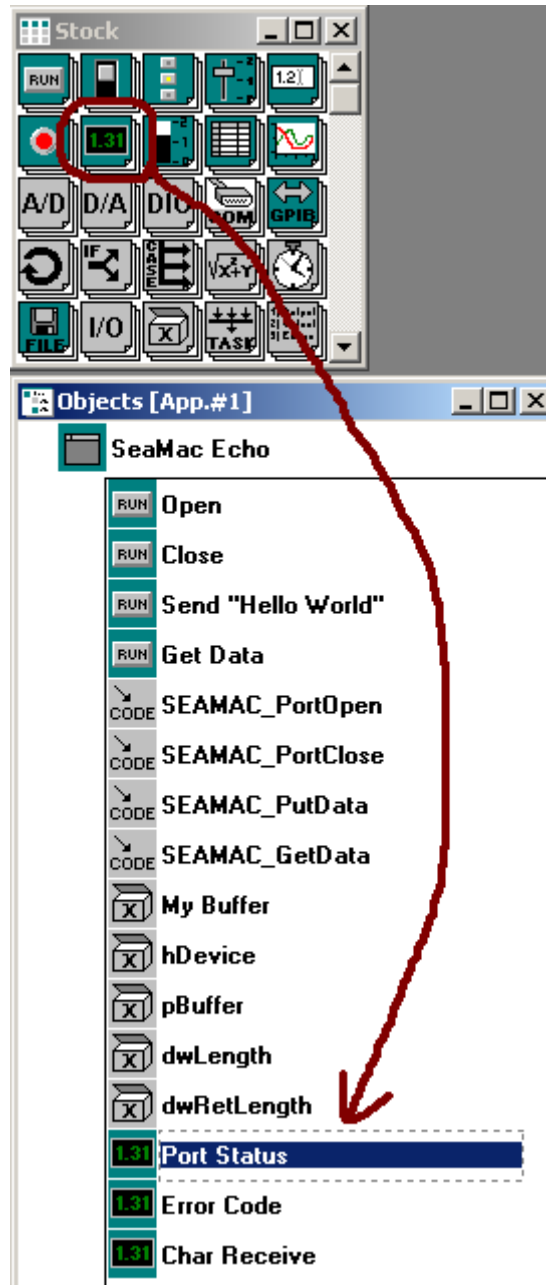 Stock
RUN
1.2
1.31
A/D D/A DIO COM GPIB
IF CASE √x²+Y
FILE I/O X TASK
Objects [App.#1]
SeaMac Echo
RUN Open
RUN Close
RUN Send "Hello World"
RUN Get Data
CODE SEAMAC_PortOpen
CODE SEAMAC_PortClose
CODE SEAMAC_PutData
CODE SEAMAC_GetData
X My Buffer
X hDevice
X pBuffer
X dwLength
X dwRetLength
1.31 Port Status
1.31 Error Code
1.31 Char Receive